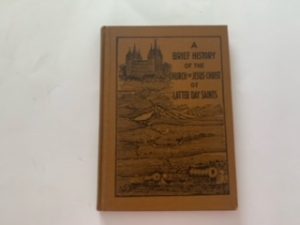 A
BRIEF HISTORY
OF THE
CHURCH OF JESUS CHRIST
OF
LATTER DAY SAINTS